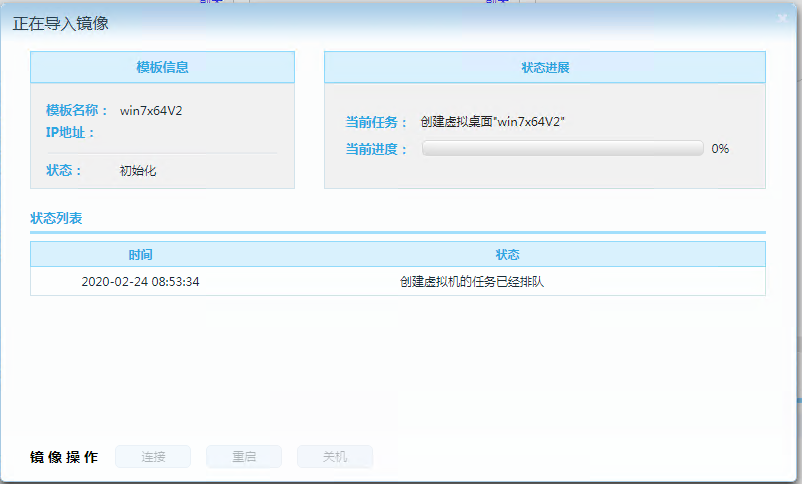 正在导入镜像
模板信息
模板名称： win7x64V2
IP地址：
状态： 初始化
状态进展
当前任务： 创建虚拟桌面"win7x64V2"
当前进度： 0%
状态列表
时间 状态
2020-02-24 08:53:34 创建虚拟机的任务已经排队
镜像操作 连接 重启 关机